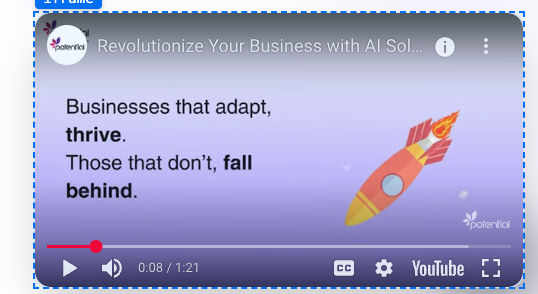 iframe
potential
Revolutionize Your Business with AI Sol...
i
Businesses that adapt,
thrive.
Those that don’t, fall
behind.
potential
0:08 / 1:21
CC
YouTube